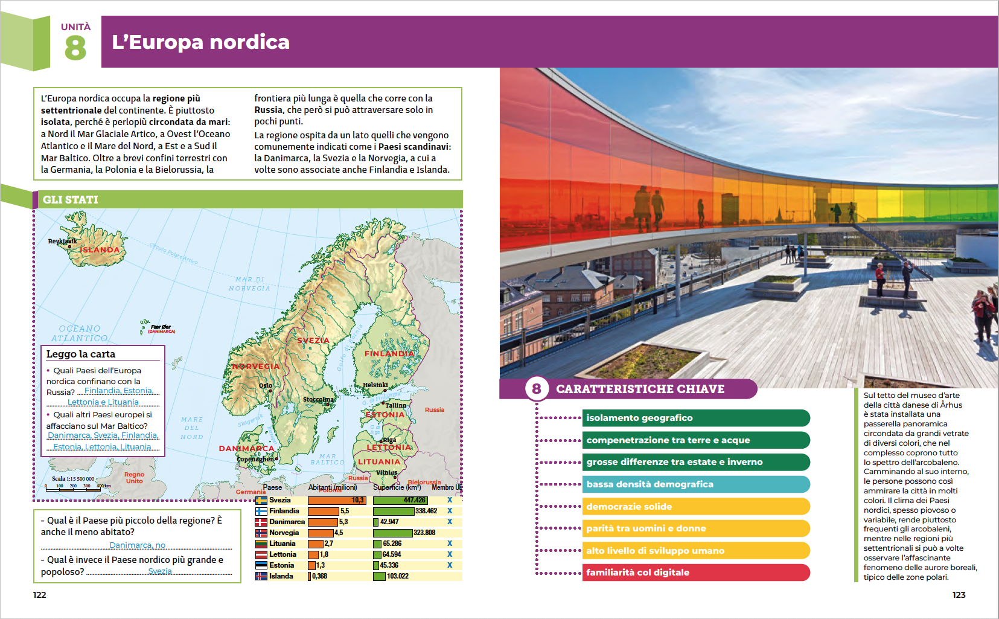 UNITÀ
8
L'Europa nordica
L'Europa nordica occupa la regione più
settentrionale del continente. È piuttosto
isolata, perché è perlopiù circondata da mari:
a Nord il Mar Glaciale Artico, a Ovest l'Oceano
Atlantico e il Mare del Nord, a Est e a Sud il
Mar Baltico. Oltre a brevi confini terrestri con
la Germania, la Polonia e la Bielorussia, la
frontiera più lunga è quella che corre con la
Russia, che però si può attraversare solo in
pochi punti.
La regione ospita da un lato quelli che vengono
comunemente indicati come i Paesi scandinavi:
la Danimarca, la Svezia e la Norvegia, a cui a
volte sono associate anche Finlandia e Islanda.
GLI STATI
Reykjavík
ISLANDA
Circolo Polare Artico
MAR DI
NORVEGIA
OCEANO
ATLANTICO
Fær Øer
(DANIMARCA)
SVEZIA
FINLANDIA
NORVEGIA
Golfo di Botnia
Oslo
Helsinki
Stoccolma
G. di Finlandia
Tallinn
ESTONIA
Russia
MARE
DEL
NORD
Skagerrak
Kattegat
G. di
Riga
Riga
LETTONIA
DANIMARCA
Copenaghen
MAR
BALTICO
LITUANIA
Vilnius
Russia
Bielorussia
Regno
Unito
Germania
Polonia
Leggo la carta
• Quali Paesi dell'Europa
nordica confinano con la
Russia? Finlandia, Estonia,
Lettonia e Lituania
• Quali altri Paesi europei si
affacciano sul Mar Baltico?
Danimarca, Svezia, Finlandia,
Estonia, Lettonia, Lituania
Scala 1:15 500 000
0 100 200 300 400 km
Paese Abitanti (milioni) Superficie (km²) Membro UE
Svezia 10,3 447.426 X
Finlandia 5,5 338.462 X
Danimarca 5,3 42.947 X
Norvegia 4,5 323.808
Lituania 2,7 65.286 X
Lettonia 1,8 64.594 X
Estonia 1,3 45.336 X
Islanda 0,368 103.022
– Qual è il Paese più piccolo della regione? È
anche il meno abitato?
Danimarca, no
– Qual è invece il Paese nordico più grande e
popoloso? Svezia
122
8 CARATTERISTICHE CHIAVE
isolamento geografico
compenetrazione tra terre e acque
grosse differenze tra estate e inverno
bassa densità demografica
democrazie solide
parità tra uomini e donne
alto livello di sviluppo umano
familiarità col digitale
Sul tetto del museo d'arte
della città danese di Århus
è stata installata una
passerella panoramica
circondata da grandi vetrate
di diversi colori, che nel
complesso coprono tutto
lo spettro dell'arcobaleno.
Camminando al suo interno,
le persone possono così
ammirare la città in molti
colori. Il clima dei Paesi
nordici, spesso piovoso o
variabile, rende piuttosto
frequenti gli arcobaleni,
mentre nelle regioni più
settentrionali si può a volte
osservare l'affascinante
fenomeno delle aurore boreali,
tipico delle zone polari.
123